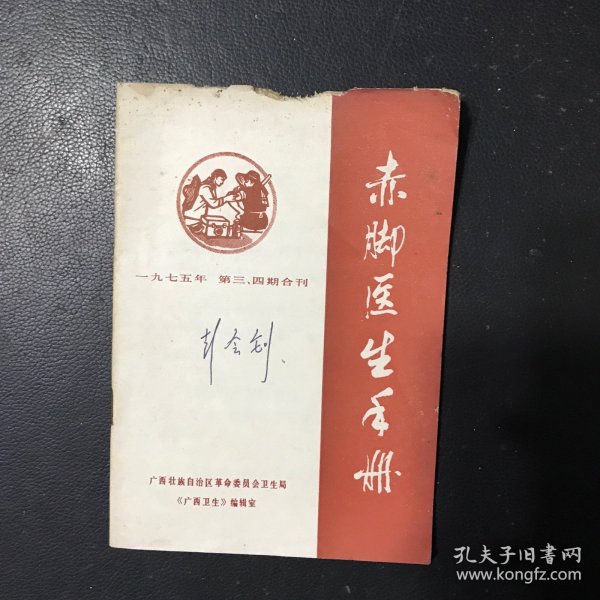 赤脚医生手册
一九七五年 第三、四期合刊
广西壮族自治区革命委员会卫生局
《广西卫生》编辑室
孔夫子旧书网
www.kongfz.com